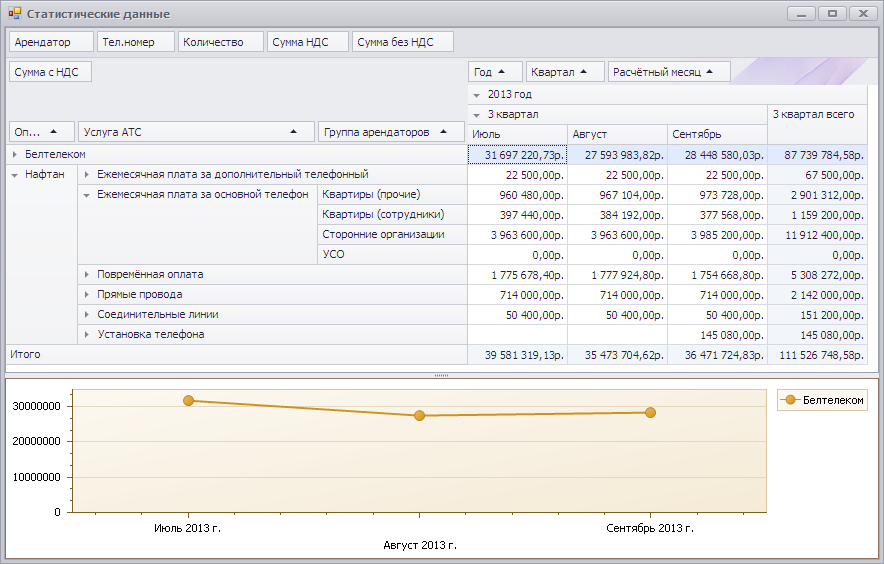 Статистические данные
Арендатор Тел.номер Количество Сумма НДС Сумма без НДС
Сумма с НДС Год Квартал Расчётный месяц
2013 год
3 квартал 3 квартал всего
Оп... Услуга АТС Группа арендаторов Июль Август Сентябрь
Белтелеком 31 697 220,73р. 27 593 983,82р. 28 448 580,03р. 87 739 784,58р.
Нафтан Ежемесячная плата за дополнительный телефонный 22 500,00р. 22 500,00р. 22 500,00р. 67 500,00р.
Ежемесячная плата за основной телефон Квартиры (прочие) 960 480,00р. 967 104,00р. 973 728,00р. 2 901 312,00р.
Квартиры (сотрудники) 397 440,00р. 384 192,00р. 377 568,00р. 1 159 200,00р.
Сторонние организации 3 963 600,00р. 3 963 600,00р. 3 985 200,00р. 11 912 400,00р.
УСО 0,00р. 0,00р. 0,00р. 0,00р.
Повремённая оплата 1 775 678,40р. 1 777 924,80р. 1 754 668,80р. 5 308 272,00р.
Прямые провода 714 000,00р. 714 000,00р. 714 000,00р. 2 142 000,00р.
Соединительные линии 50 400,00р. 50 400,00р. 50 400,00р. 151 200,00р.
Установка телефона 145 080,00р. 145 080,00р.
Итого 39 581 319,13р. 35 473 704,62р. 36 471 724,83р. 111 526 748,58р.
Белтелеком
30000000
20000000
10000000
0
Июль 2013 г. Сентябрь 2013 г.
Август 2013 г.